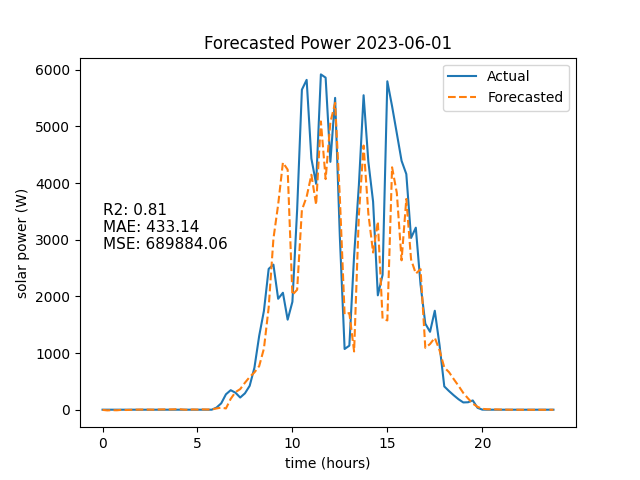 Forecasted Power 2023-06-01
Actual
Forecasted
R2: 0.81
MAE: 433.14
MSE: 689884.06
solar power (W)
6000
5000
4000
3000
2000
1000
0
0 5 10 15 20
time (hours)